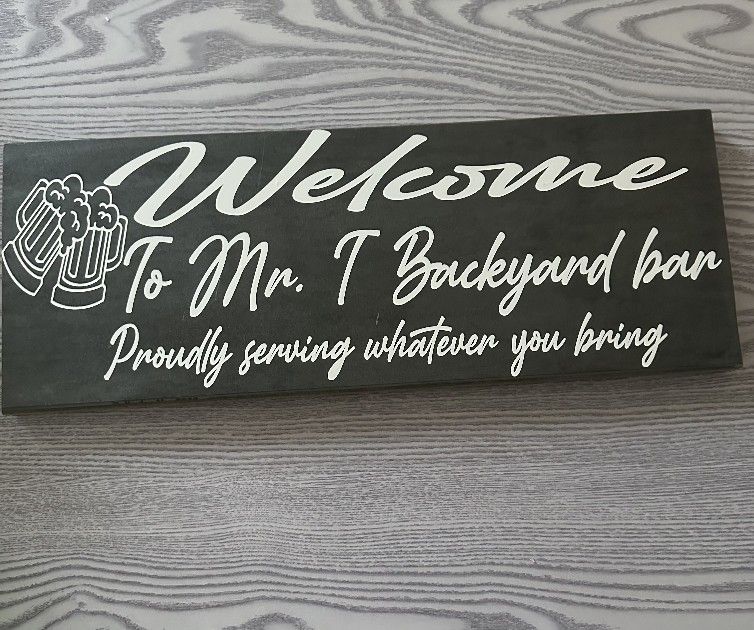 Welcome
To Mr. T Backyard bar
Proudly serving whatever you bring